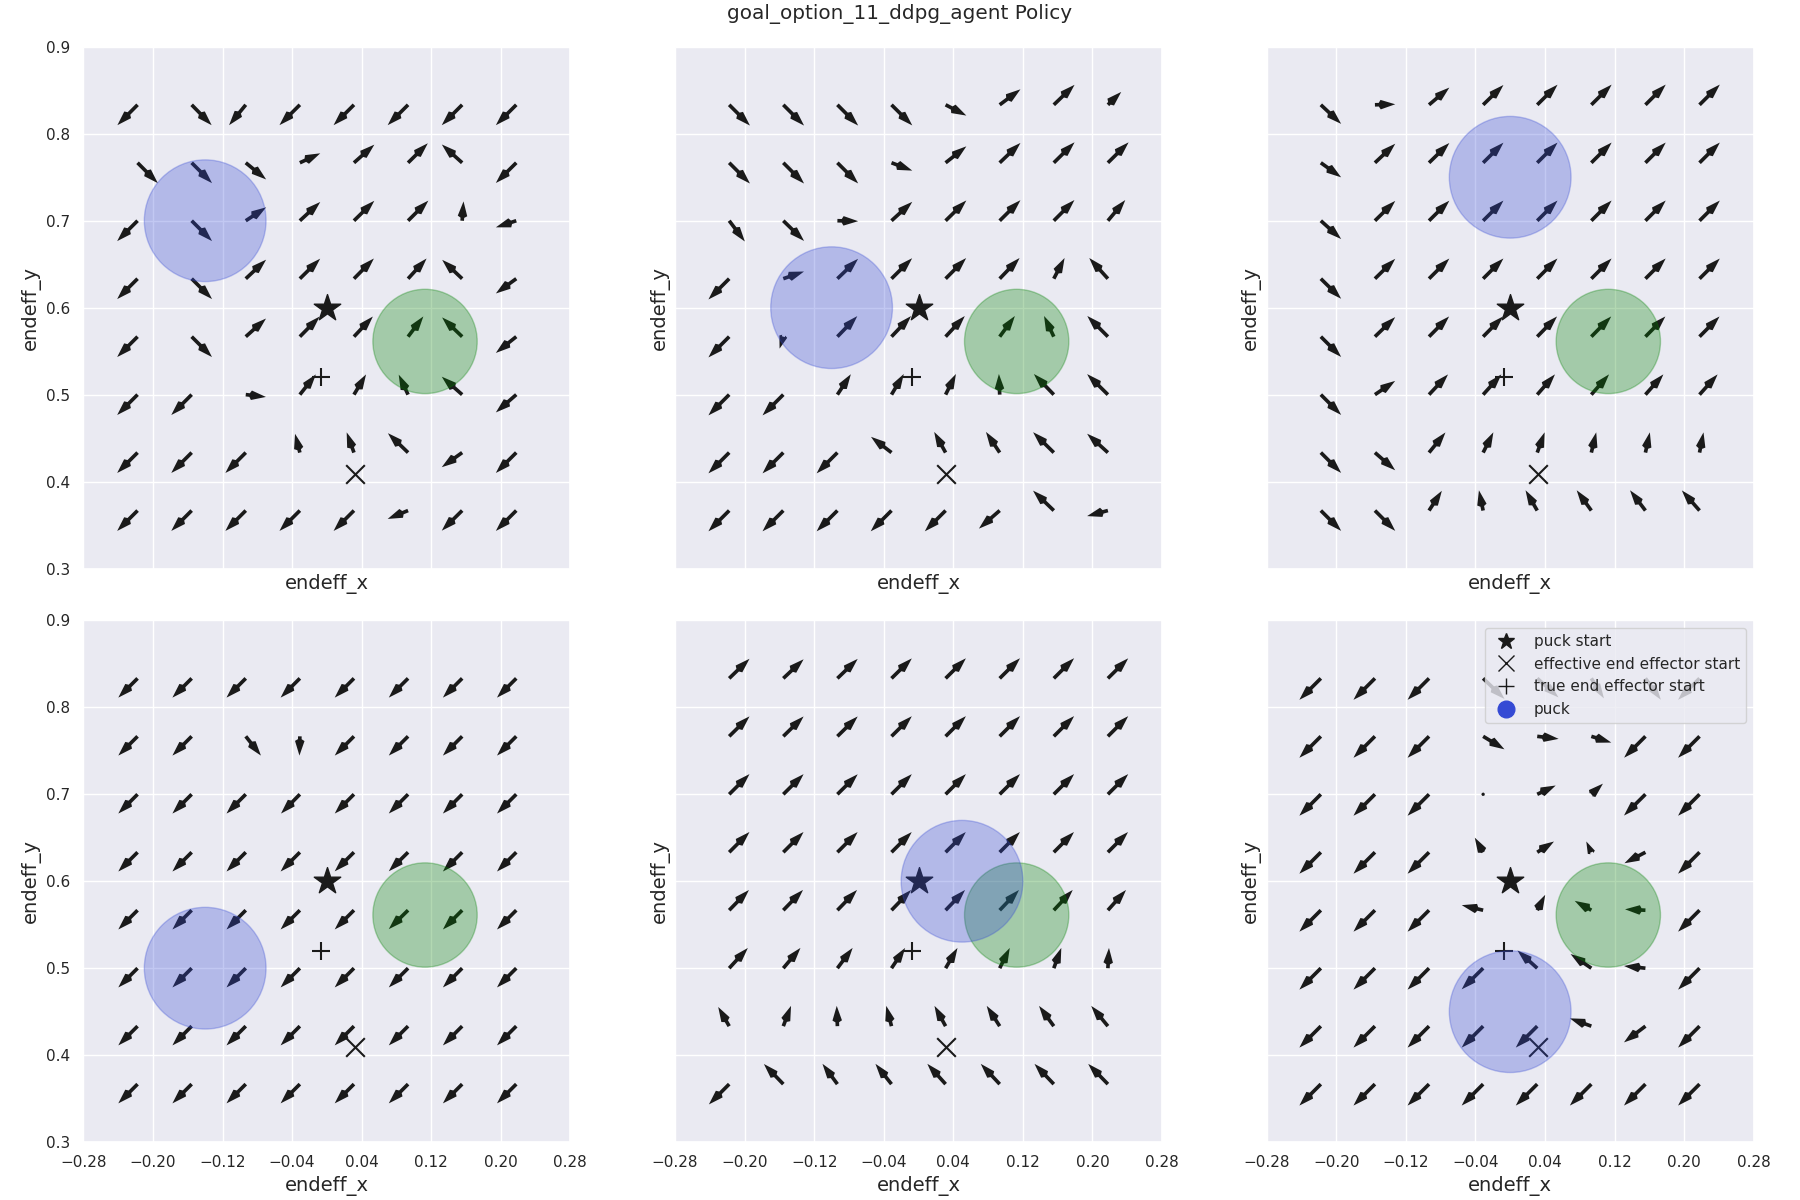 goal_option_11_ddpg_agent Policy
0.9
0.8
0.7
0.6
0.5
0.4
0.3
endeff_y
endeff_x
endeff_y
endeff_x
endeff_y
endeff_x
0.9
0.8
0.7
0.6
0.5
0.4
0.3
endeff_y
−0.28 −0.20 −0.12 −0.04 0.04 0.12 0.20 0.28
endeff_x
endeff_y
−0.28 −0.20 −0.12 −0.04 0.04 0.12 0.20 0.28
endeff_x
puck start
effective end effector start
true end effector start
puck
endeff_y
−0.28 −0.20 −0.12 −0.04 0.04 0.12 0.20 0.28
endeff_x